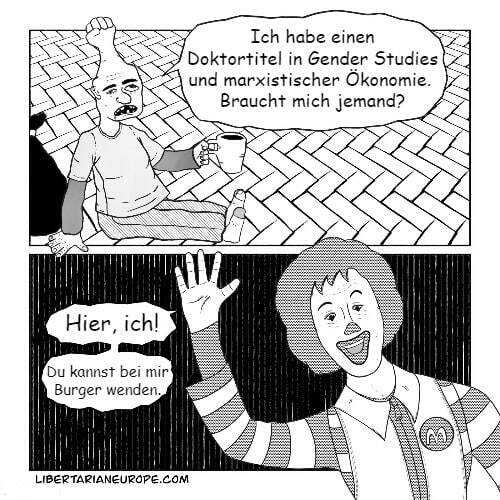 Ich habe einen
Doktortitel in Gender Studies
und marxistischer Ökonomie.
Braucht mich jemand?
Hier, ich!
Du kannst bei mir
Burger wenden.
M
LIBERTARIANEUROPE.COM